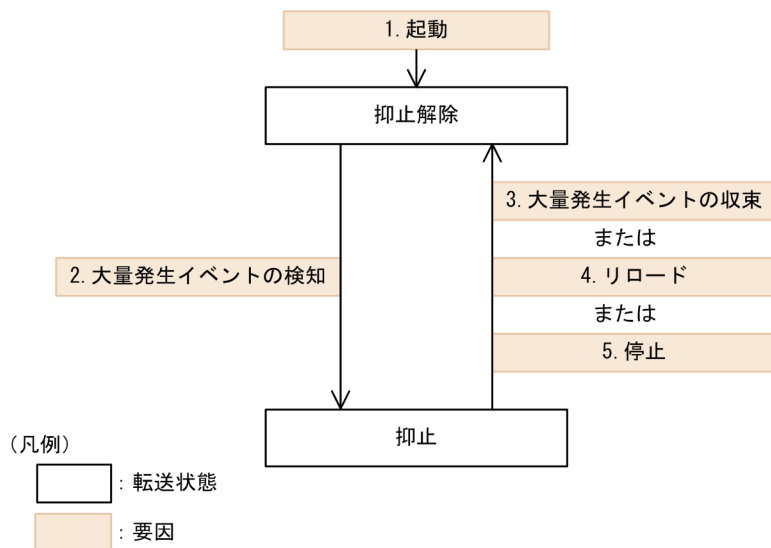 1. 起動
抑止解除
3. 大量発生イベントの収束
または
2. 大量発生イベントの検知
4. リロード
または
5. 停止
抑止
(凡例)
: 転送状態
: 要因